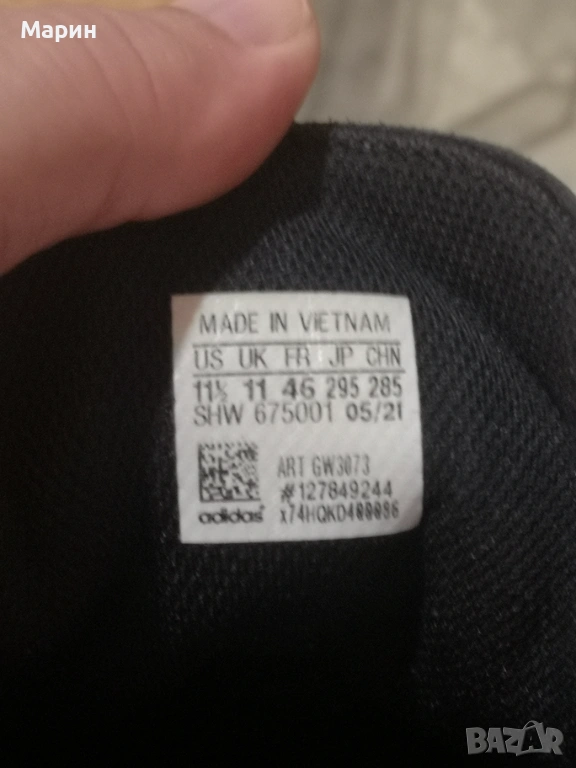 Марин
MADE IN VIETNAM
US UK FR JP CHN
11½ 11 46 295 285
SHW 675001 05/21
ART GW3073
#127849244
adidas
BAZAR